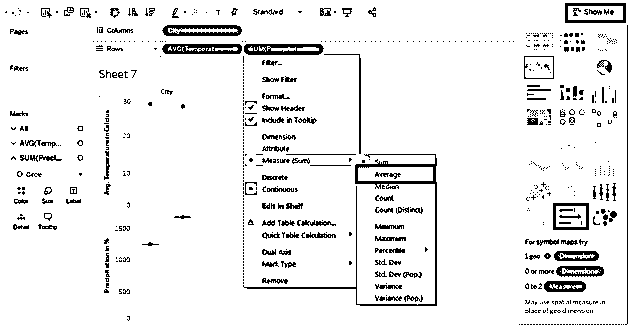 Standard
Show Me
Pages
Columns
City
Rows
AVG(Temperature
SUM(
Filters
Sheet 7
City
Marks
All
AVG(Temp...
SUM(Preci...
Color
Size
Label
Detail
Tooltip
30
20
10
0
Avg. Temperature in Celsius
1500
1000
500
0
Precipitation in %
Filter...
Show Filter
Format...
Show Header
Include in Tooltip
Dimension
Attribute
Measure (Sum)
Discrete
Continuous
Edit in Shelf
Add Table Calculation...
Quick Table Calculation
Dual Axis
Mark Type
Remove
Sum
Average
Median
Count
Count (Distinct)
Minimum
Maximum
Percentile
Std. Dev
Std. Dev (Pop.)
Variance
Variance (Pop.)
For symbol maps try
1 geo Dimension
0 or more Dimensions
0 to 2 Measures
May use spatial measure in
place of geo dimension